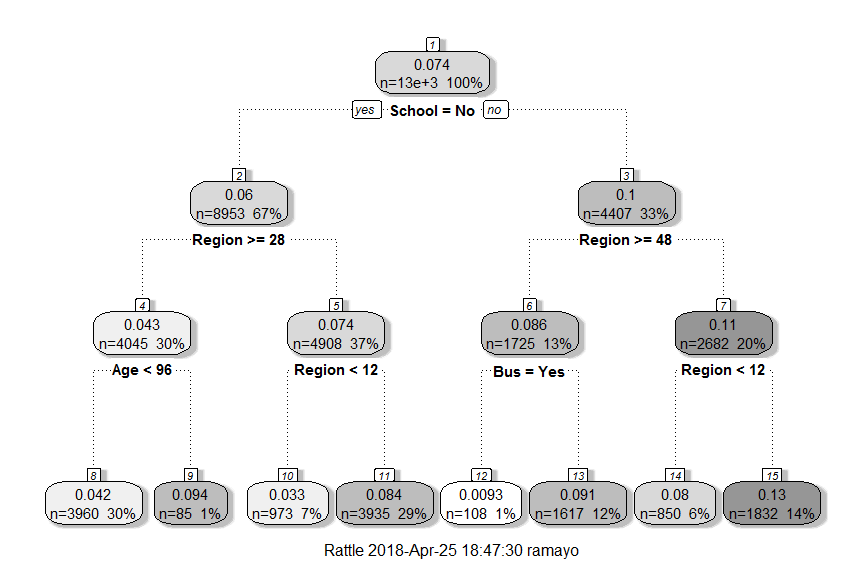 1
0.074
n=13e+3 100%
yes School = No no
2
0.06
n=8953 67%
3
0.1
n=4407 33%
Region >= 28
Region >= 48
4
0.043
n=4045 30%
5
0.074
n=4908 37%
6
0.086
n=1725 13%
7
0.11
n=2682 20%
Age < 96
Region < 12
Bus = Yes
Region < 12
8
0.042
n=3960 30%
9
0.094
n=85 1%
10
0.033
n=973 7%
11
0.084
n=3935 29%
12
0.0093
n=108 1%
13
0.091
n=1617 12%
14
0.08
n=850 6%
15
0.13
n=1832 14%
Rattle 2018-Apr-25 18:47:30 ramayo